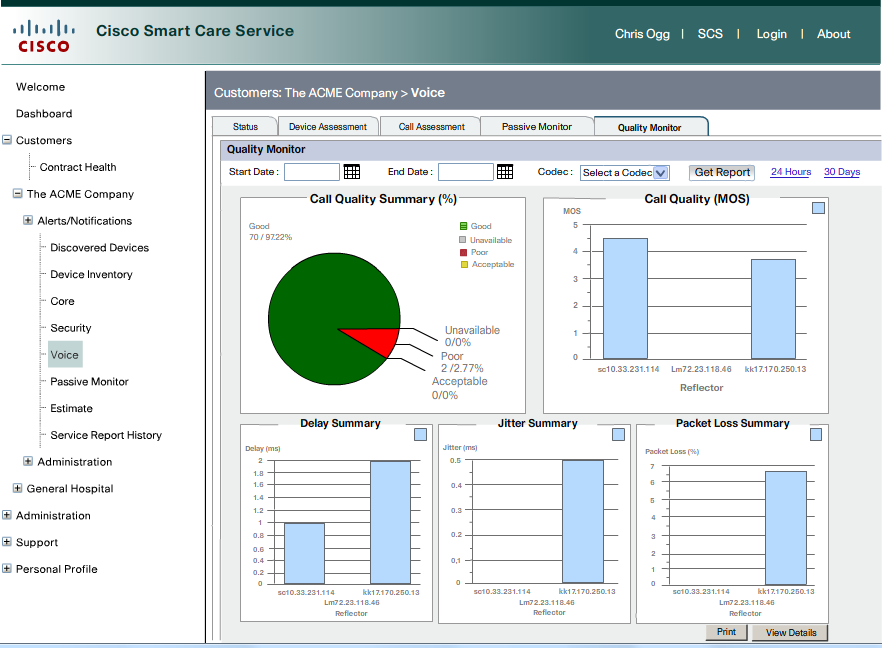 CISCO
Cisco Smart Care Service
Chris Ogg | SCS | Login | About
Welcome
Dashboard
Customers
Contract Health
The ACME Company
Alerts/Notifications
Discovered Devices
Device Inventory
Core
Security
Voice
Passive Monitor
Estimate
Service Report History
Administration
General Hospital
Administration
Support
Personal Profile
Customers: The ACME Company > Voice
Status
Device Assessment
Call Assessment
Passive Monitor
Quality Monitor
Quality Monitor
Start Date :
End Date :
Codec :
Select a Codec
Get Report
24 Hours
30 Days
Call Quality Summary (%)
Good
70 / 97.22%
Good
Unavailable
Poor
Acceptable
Unavailable
0/0%
Poor
2 /2.77%
Acceptable
0/0%
Call Quality (MOS)
MOS
5
4
3
2
1
0
sc10.33.231.114 Lm72.23.118.46 kk17.170.250.13
Reflector
Delay Summary
Delay (ms)
2
1.8
1.6
1.4
1.2
1
0.8
0.6
0.4
0.2
0
sc10.33.231.114 kk17.170.250.13
Lm72.23.118.46
Reflector
Jitter Summary
Jitter (ms)
0.5
0.4
0.3
0.2
0,1
0
sc10.33.231.114 kk17.170.250.13
Lm72.23.118.46
Reflector
Packet Loss Summary
Packet Loss (%)
7
6
5
4
3
2
1
0
sc10.33.231.114 kk17.170.250.13
Lm72.23.118.46
Reflector
Print
View Details